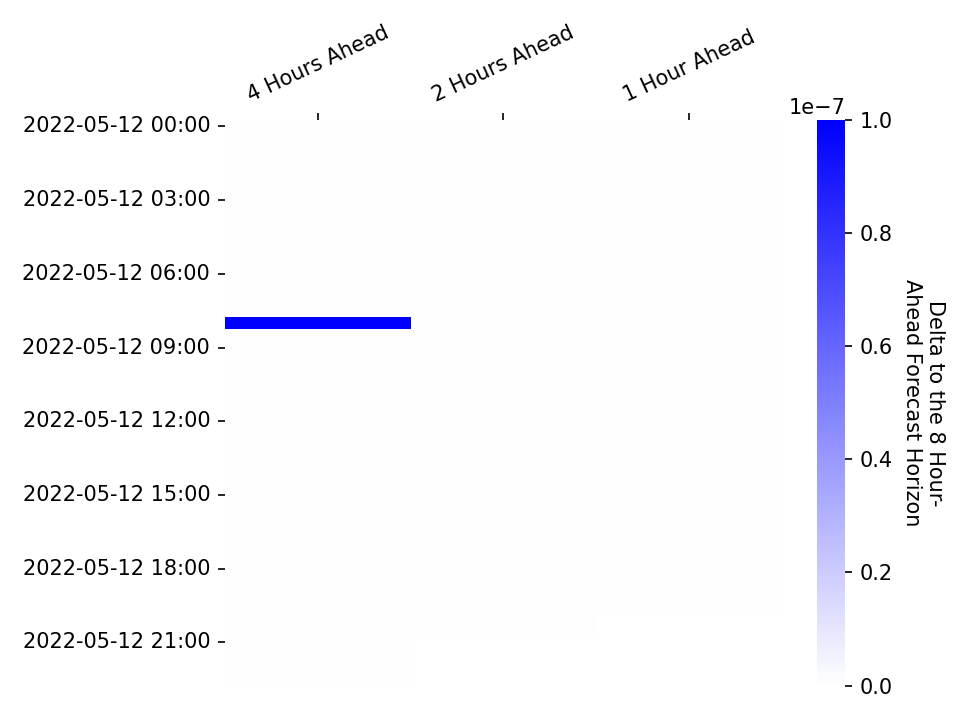 4 Hours Ahead
2 Hours Ahead
1 Hour Ahead
1e−7
2022-05-12 00:00
2022-05-12 03:00
2022-05-12 06:00
2022-05-12 09:00
2022-05-12 12:00
2022-05-12 15:00
2022-05-12 18:00
2022-05-12 21:00
1.0
0.8
0.6
0.4
0.2
0.0
Delta to the 8 Hour-
Ahead Forecast Horizon